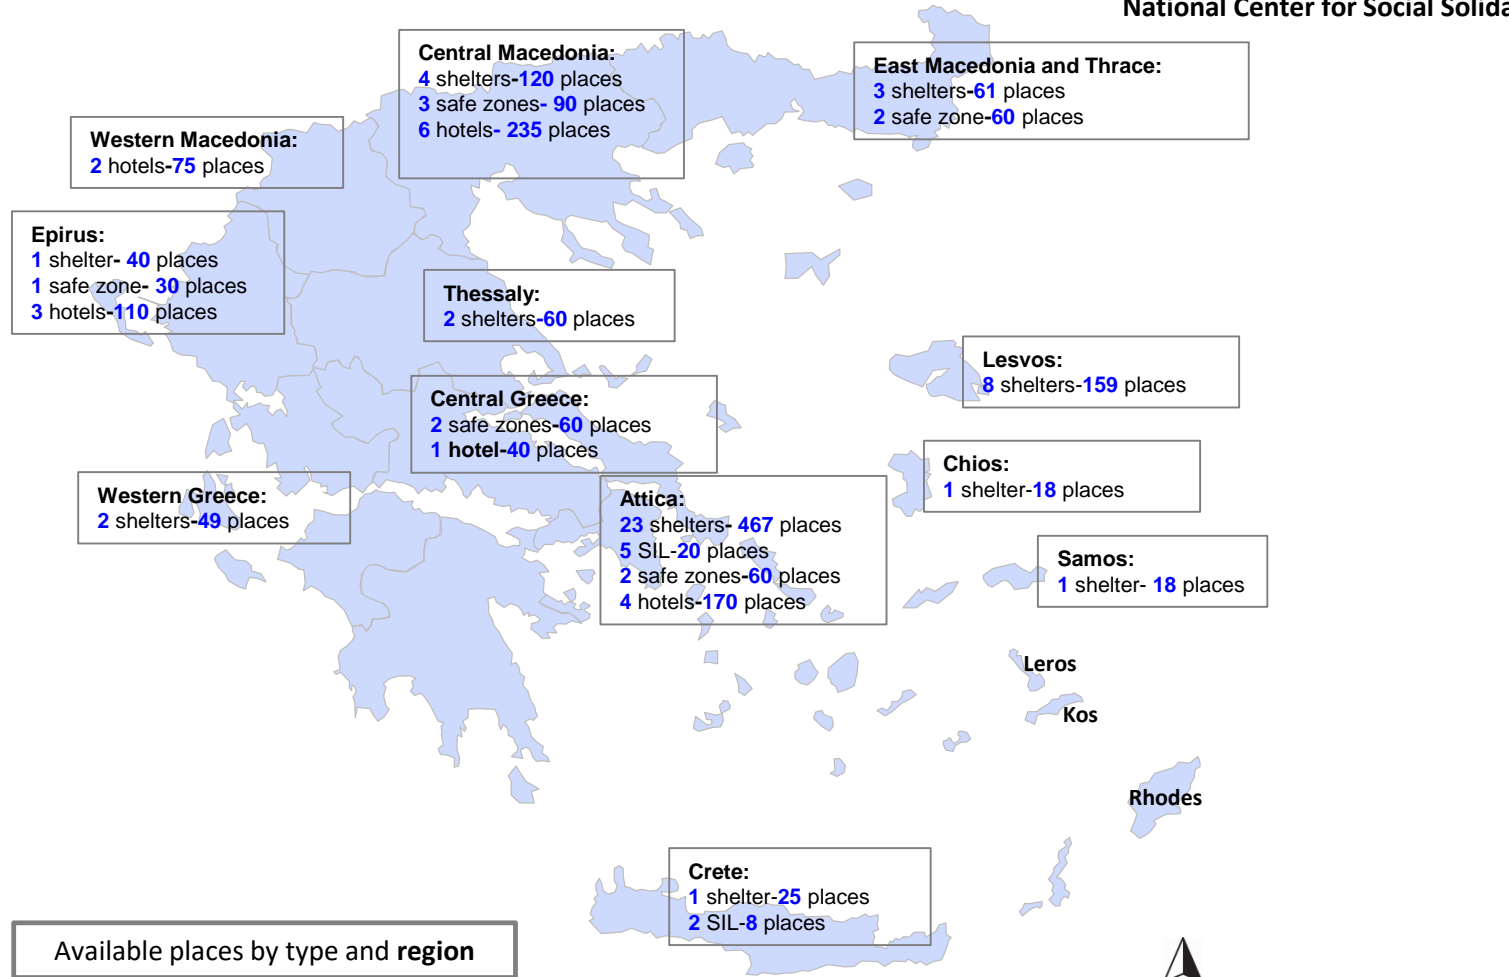 National Center for Social Solida
Central Macedonia:
4 shelters-120 places
3 safe zones- 90 places
6 hotels- 235 places
East Macedonia and Thrace:
3 shelters-61 places
2 safe zone-60 places
Western Macedonia:
2 hotels-75 places
Epirus:
1 shelter- 40 places
1 safe zone- 30 places
3 hotels-110 places
Thessaly:
2 shelters-60 places
Lesvos:
8 shelters-159 places
Central Greece:
2 safe zones-60 places
1 hotel-40 places
Chios:
1 shelter-18 places
Western Greece:
2 shelters-49 places
Attica:
23 shelters- 467 places
5 SIL-20 places
2 safe zones-60 places
4 hotels-170 places
Samos:
1 shelter- 18 places
Leros
Kos
Rhodes
Crete:
1 shelter-25 places
2 SIL-8 places
Available places by type and region